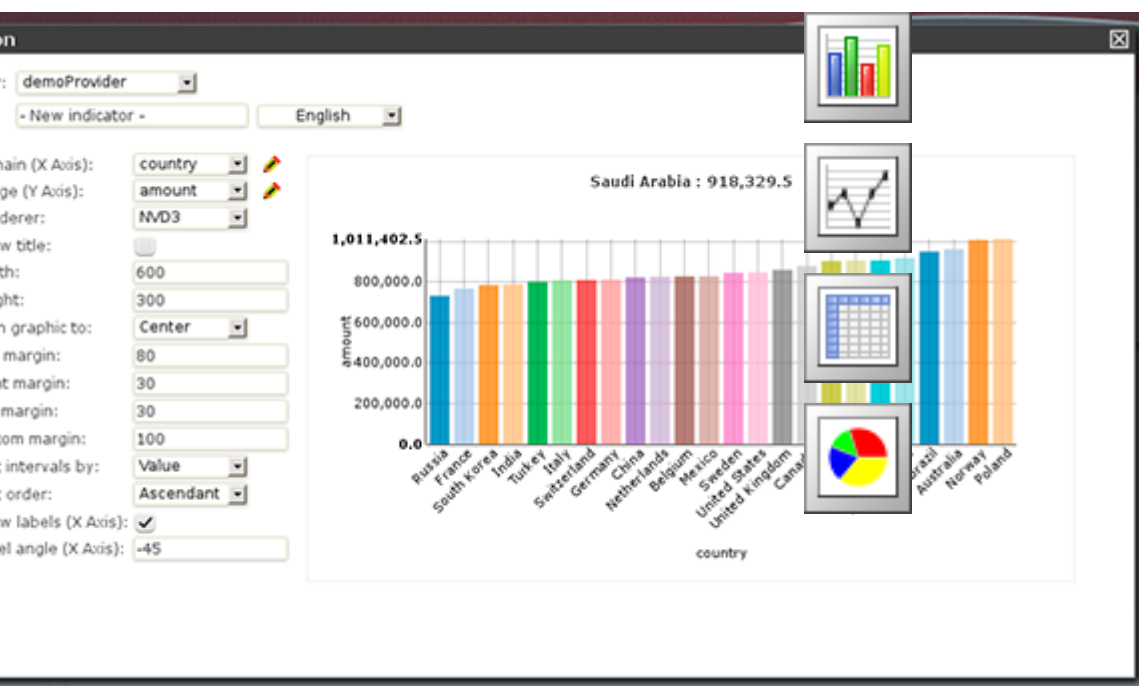 on
r: demoProvider
- New indicator - English
main (X Axis): country
ge (Y Axis): amount
derer: NVD3
w title:
th: 600
ght: 300
n graphic to: Center
margin: 80
nt margin: 30
margin: 30
tom margin: 100
t intervals by: Value
t order: Ascendant
w labels (X Axis):
el angle (X Axis): -45
Saudi Arabia : 918,329.5
1,011,402.5
800,000.0
600,000.0
400,000.0
200,000.0
0.0
amount
Russia
France
South Korea
India
Turkey
Italy
Switzerland
Germany
China
Netherlands
Belgium
Mexico
Sweden
United States
United Kingdom
Canad
razil
Australia
Norway
Poland
country